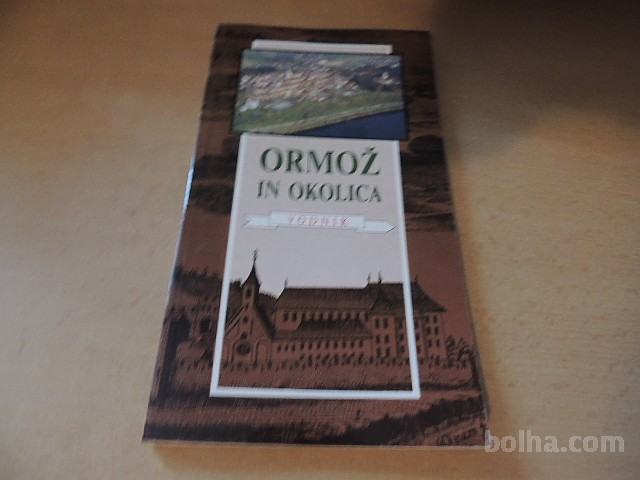 ORMOŽ
IN OKOLICA
VODNIK
bolha.com